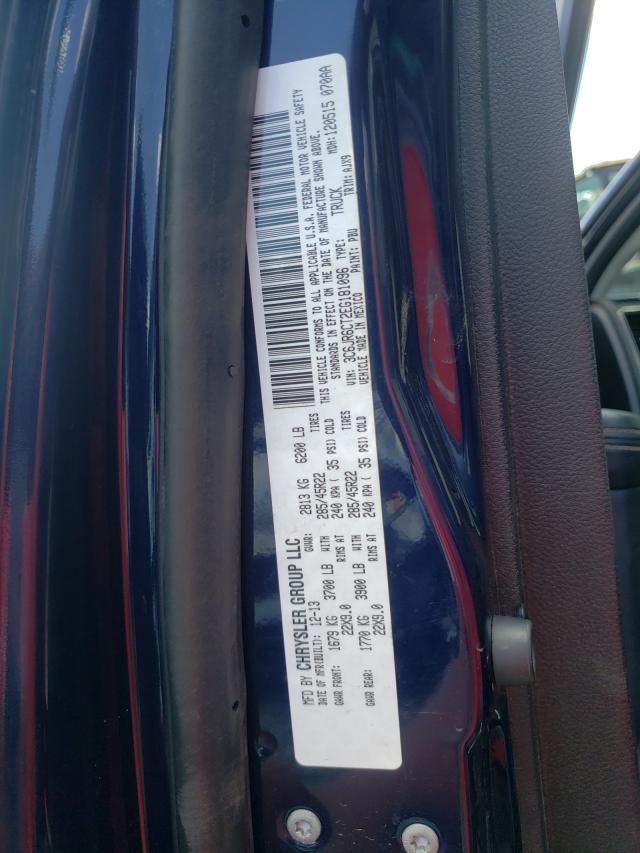 MFD BY CHRYSLER GROUP LLC
DATE OF MFR(BUILT): 12-13 GVWR: 2813 KG 6200 LB
GAWR FRONT: 1679 KG 3700 LB WITH 285/45R22 TIRES
22X9.0 RIMS AT 240 KPA ( 35 PSI) COLD
GAWR REAR: 1770 KG 3900 LB WITH 285/45R22 TIRES
22X9.0 RIMS AT 240 KPA ( 35 PSI) COLD
THIS VEHICLE CONFORMS TO ALL APPLICABLE U.S.A. FEDERAL MOTOR VEHICLE SAFETY
STANDARDS IN EFFECT ON THE DATE OF MANUFACTURE SHOWN ABOVE.
VIN: 3C6JR6CT2EG181096 TYPE: TRUCK MDH:120515 070AA
VEHICLE MADE IN MEXICO PAINT: PBU TRIM: AJX9